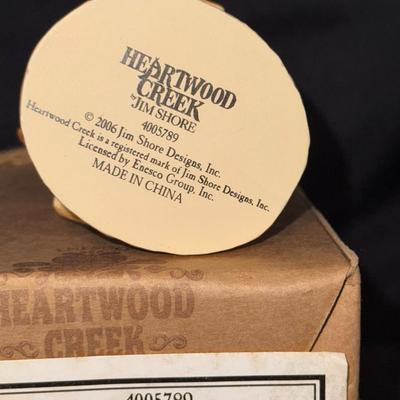 HEARTWOOD
CREEK
by JIM SHORE
4005789
© 2006 Jim Shore Designs, Inc.
Heartwood Creek is a registered mark of Jim Shore Designs, Inc.
Licensed by Enesco Group, Inc.
MADE IN CHINA
HEARTWOOD
CREEK
4005789